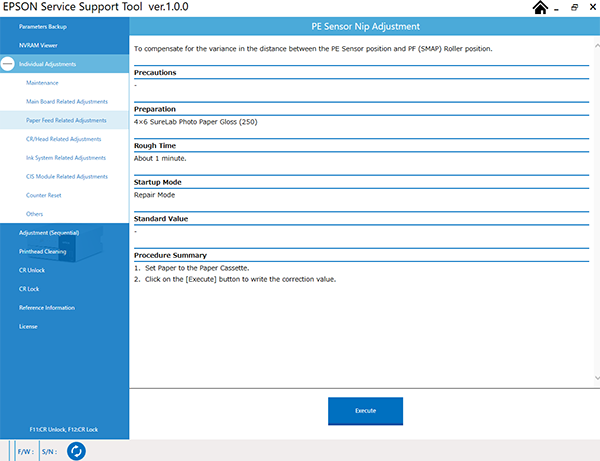 EPSON Service Support Tool ver.1.0.0
Parameters Backup
NVRAM Viewer
Individual Adjustments
Maintenance
Main Board Related Adjustments
Paper Feed Related Adjustments
CR/Head Related Adjustments
Ink System Related Adjustments
CIS Module Related Adjustments
Counter Reset
Others
Adjustment (Sequential)
Printhead Cleaning
CR Unlock
CR Lock
Reference Information
License
F11:CR Unlock, F12:CR Lock
PE Sensor Nip Adjustment
To compensate for the variance in the distance between the PE Sensor position and PF (SMAP) Roller position.
Precautions
-
Preparation
4×6 SureLab Photo Paper Gloss (250)
Rough Time
About 1 minute.
Startup Mode
Repair Mode
Standard Value
-
Procedure Summary
1. Set Paper to the Paper Cassette.
2. Click on the [Execute] button to write the correction value.
Execute
F/W : S/N :